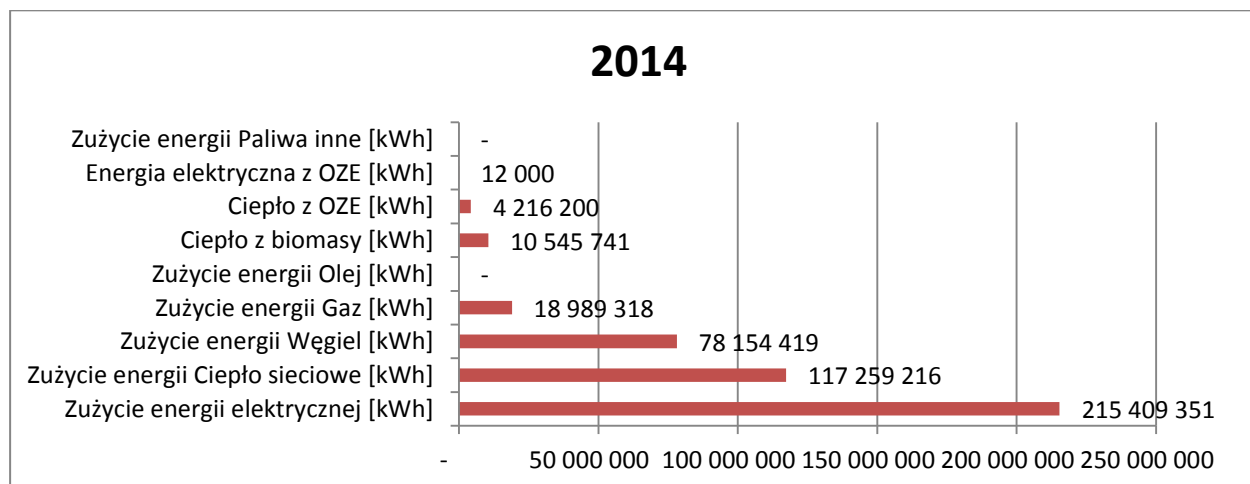 2014
Zużycie energii Paliwa inne [kWh] -
Energia elektryczna z OZE [kWh] 12 000
Ciepło z OZE [kWh] 4 216 200
Ciepło z biomasy [kWh] 10 545 741
Zużycie energii Olej [kWh] -
Zużycie energii Gaz [kWh] 18 989 318
Zużycie energii Węgiel [kWh] 78 154 419
Zużycie energii Ciepło sieciowe [kWh] 117 259 216
Zużycie energii elektrycznej [kWh] 215 409 351
- 50 000 000 100 000 000 150 000 000 200 000 000 250 000 000